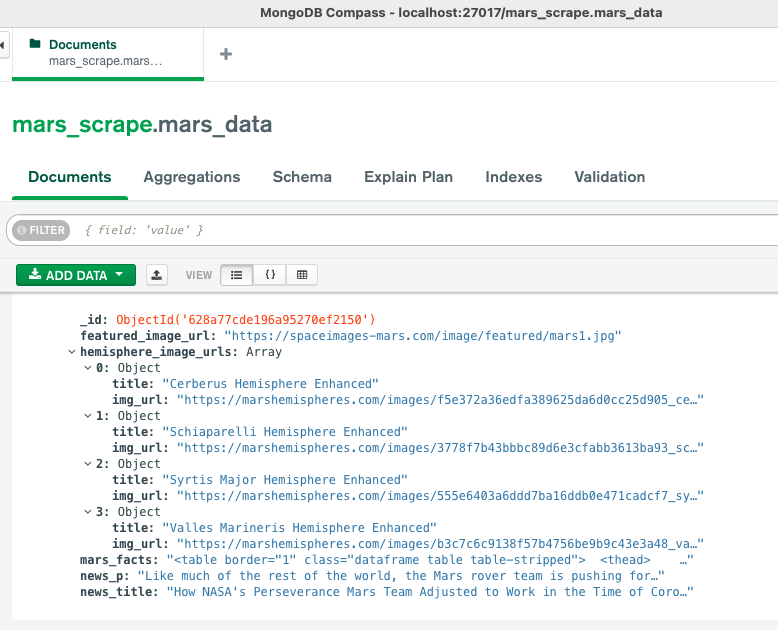 MongoDB Compass - localhost:27017/mars_scrape.mars_data
Documents
mars_scrape.mars…
mars_scrape.mars_data
Documents Aggregations Schema Explain Plan Indexes Validation
FILTER { field: 'value' }
ADD DATA VIEW { }
_id: ObjectId('628a77cde196a95270ef2150')
featured_image_url: "https://spaceimages-mars.com/image/featured/mars1.jpg"
hemisphere_image_urls: Array
0: Object
title: "Cerberus Hemisphere Enhanced"
img_url: "https://marshemispheres.com/images/f5e372a36edfa389625da6d0cc25d905_ce…"
1: Object
title: "Schiaparelli Hemisphere Enhanced"
img_url: "https://marshemispheres.com/images/3778f7b43bbbc89d6e3cfabb3613ba93_sc…"
2: Object
title: "Syrtis Major Hemisphere Enhanced"
img_url: "https://marshemispheres.com/images/555e6403a6ddd7ba16ddb0e471cadcf7_sy…"
3: Object
title: "Valles Marineris Hemisphere Enhanced"
img_url: "https://marshemispheres.com/images/b3c7c6c9138f57b4756be9b9c43e3a48_va…"
mars_facts: "<table border="1" class="dataframe table table-stripped"> <thead> …"
news_p: "Like much of the rest of the world, the Mars rover team is pushing for…"
news_title: "How NASA's Perseverance Mars Team Adjusted to Work in the Time of Coro…"